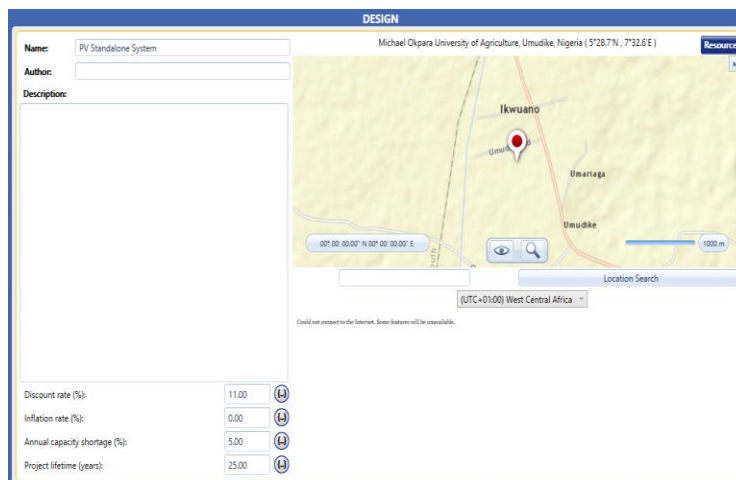 DESIGN
Name: PV Standalone System
Michael Okpara University of Agriculture, Umudike, Nigeria ( 5°28.7'N , 7°32.6'E )
Resource
Author:
Description:
Ikwuano
Umariaga
Umudike
00° 00' 00.00" N 00° 00' 00.00" E
1000 m
Location Search
(UTC+01:00) West Central Africa
Could not connect to the Internet. Some features will be unavailable.
Discount rate (%): 11.00
Inflation rate (%): 0.00
Annual capacity shortage (%): 5.00
Project lifetime (years): 25.00